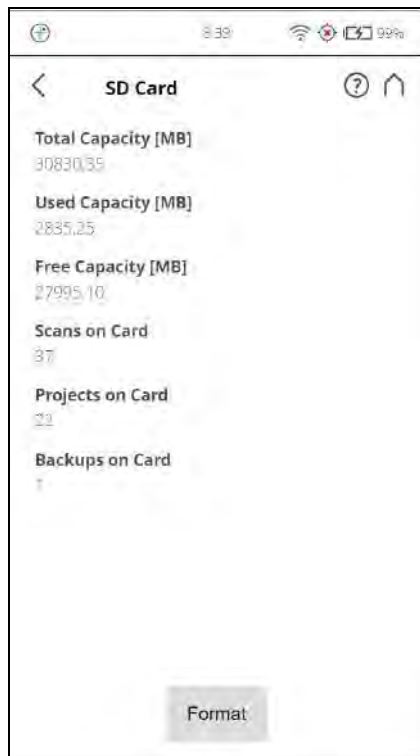 8:39 99%
SD Card
Total Capacity [MB]
30830.35
Used Capacity [MB]
2835.25
Free Capacity [MB]
27995.10
Scans on Card
37
Projects on Card
22
Backups on Card
1
Format